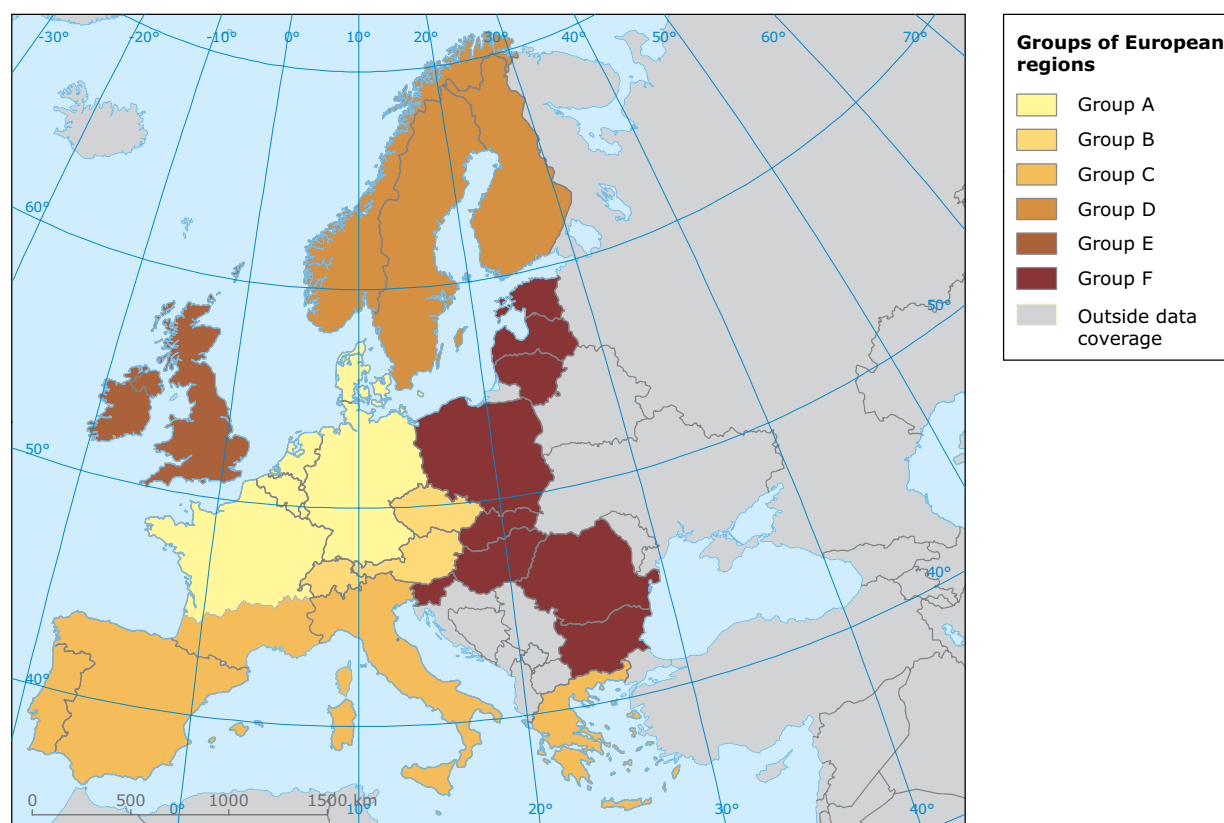 -30° -20° -10° 0° 10° 20° 30° 40° 50° 60° 70°
60°
50°
50°
40°
40°
0 500 1000 1500 km
0° 10° 20° 30° 40°
Groups of European
regions
Group A
Group B
Group C
Group D
Group E
Group F
Outside data
coverage